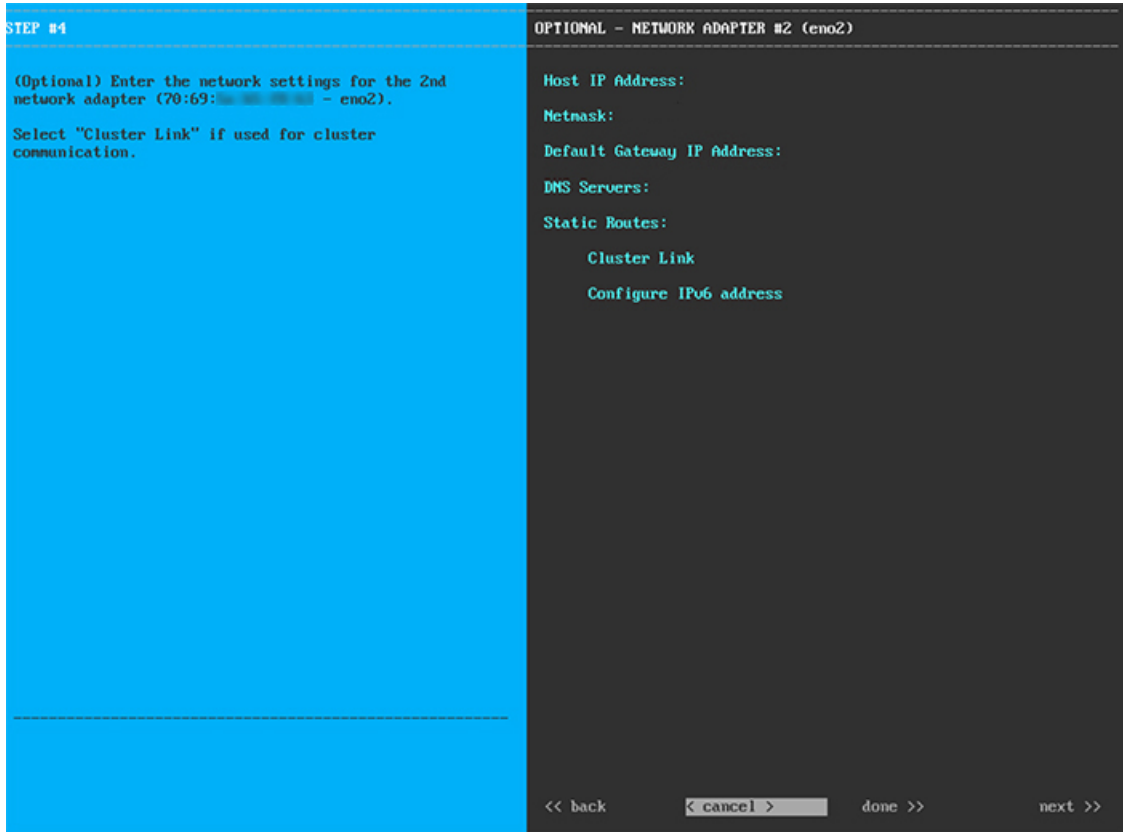 STEP #4
(Optional) Enter the network settings for the 2nd
network adapter (70:69: - eno2).
Select "Cluster Link" if used for cluster
communication.
OPTIONAL - NETWORK ADAPTER #2 (eno2)
Host IP Address:
Netmask:
Default Gateway IP Address:
DNS Servers:
Static Routes:
Cluster Link
Configure IPv6 address
<< back < cancel > done >> next >>